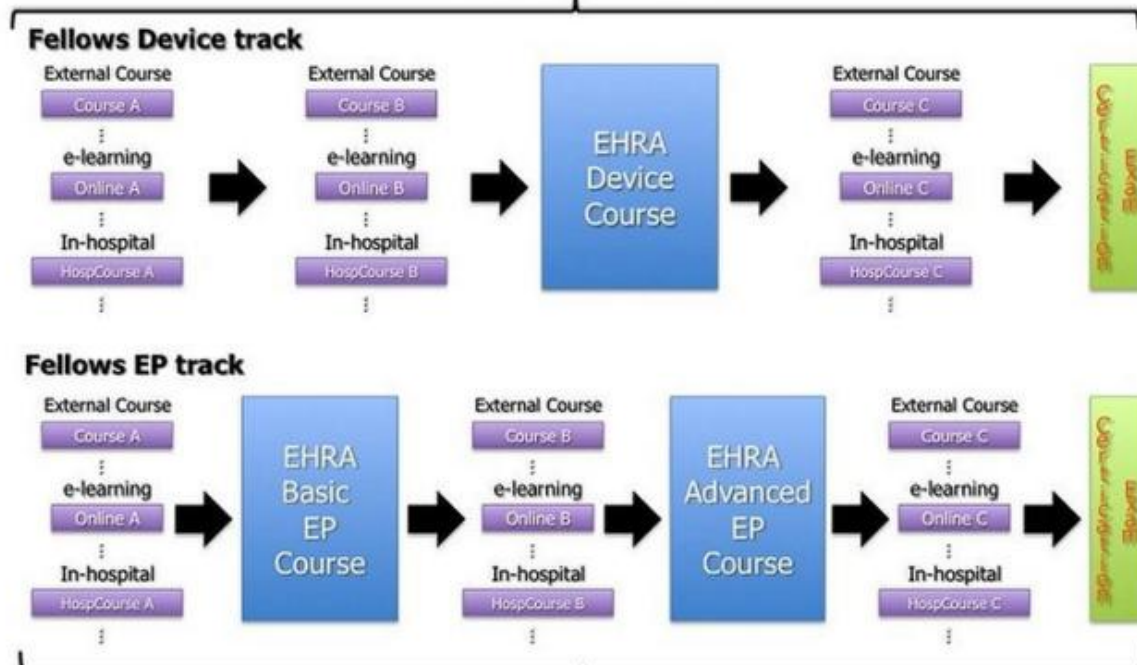 Fellows Device track
External Course
Course A
e-learning
Online A
In-hospital
HospCourse A
External Course
Course B
e-learning
Online B
In-hospital
HospCourse B
EHRA
Device
Course
External Course
Course C
e-learning
Online C
In-hospital
HospCourse C
Fellows EP track
External Course
Course A
e-learning
Online A
In-hospital
HospCourse A
EHRA
Basic
EP
Course
External Course
Course B
e-learning
Online B
In-hospital
HospCourse B
EHRA
Advanced
EP
Course
External Course
Course C
e-learning
Online C
In-hospital
HospCourse C